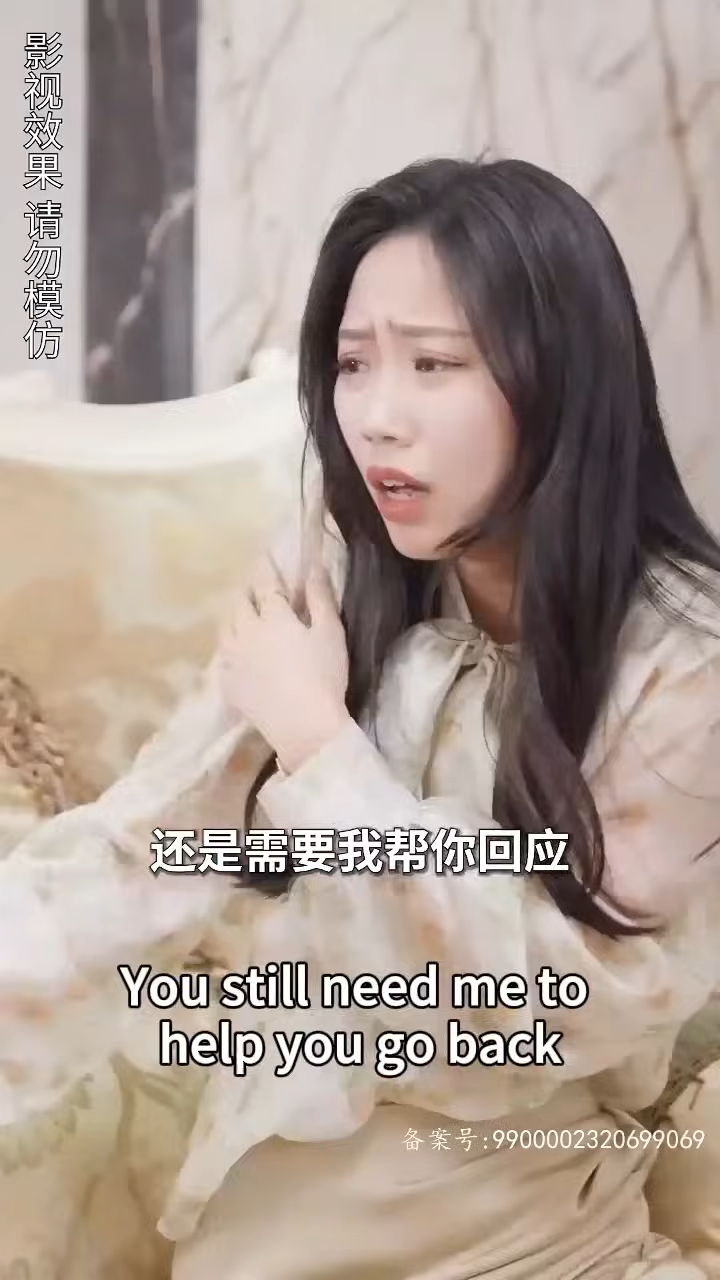 影视效果 请勿模仿
还是需要我帮你回应
You still need me to
help you go back
备案号:9900002320699069